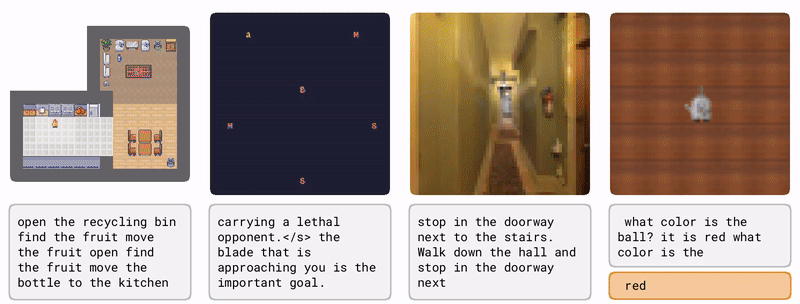 a M
B
M S
S
open the recycling bin
find the fruit move
the fruit open find
the fruit move the
bottle to the kitchen
carrying a lethal
opponent.</s> the
blade that is
approaching you is the
important goal.
stop in the doorway
next to the stairs.
Walk down the hall and
stop in the doorway
next
what color is the
ball? it is red what
color is the
red